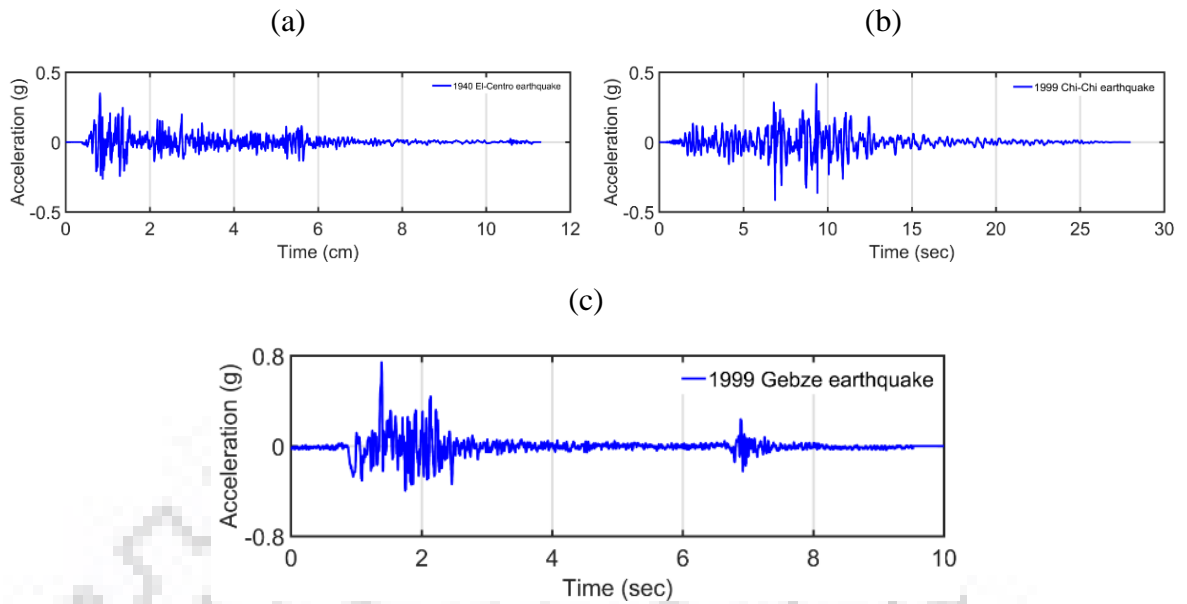 (a)
(b)
0.5
0
-0.5
Acceleration (g)
1940 El-Centro earthquake
0 2 4 6 8 10 12
Time (cm)
0.5
0
-0.5
Acceleration (g)
1999 Chi-Chi earthquake
0 5 10 15 20 25 30
Time (sec)
(c)
0.8
0
-0.8
Acceleration (g)
1999 Gebze earthquake
0 2 4 6 8 10
Time (sec)